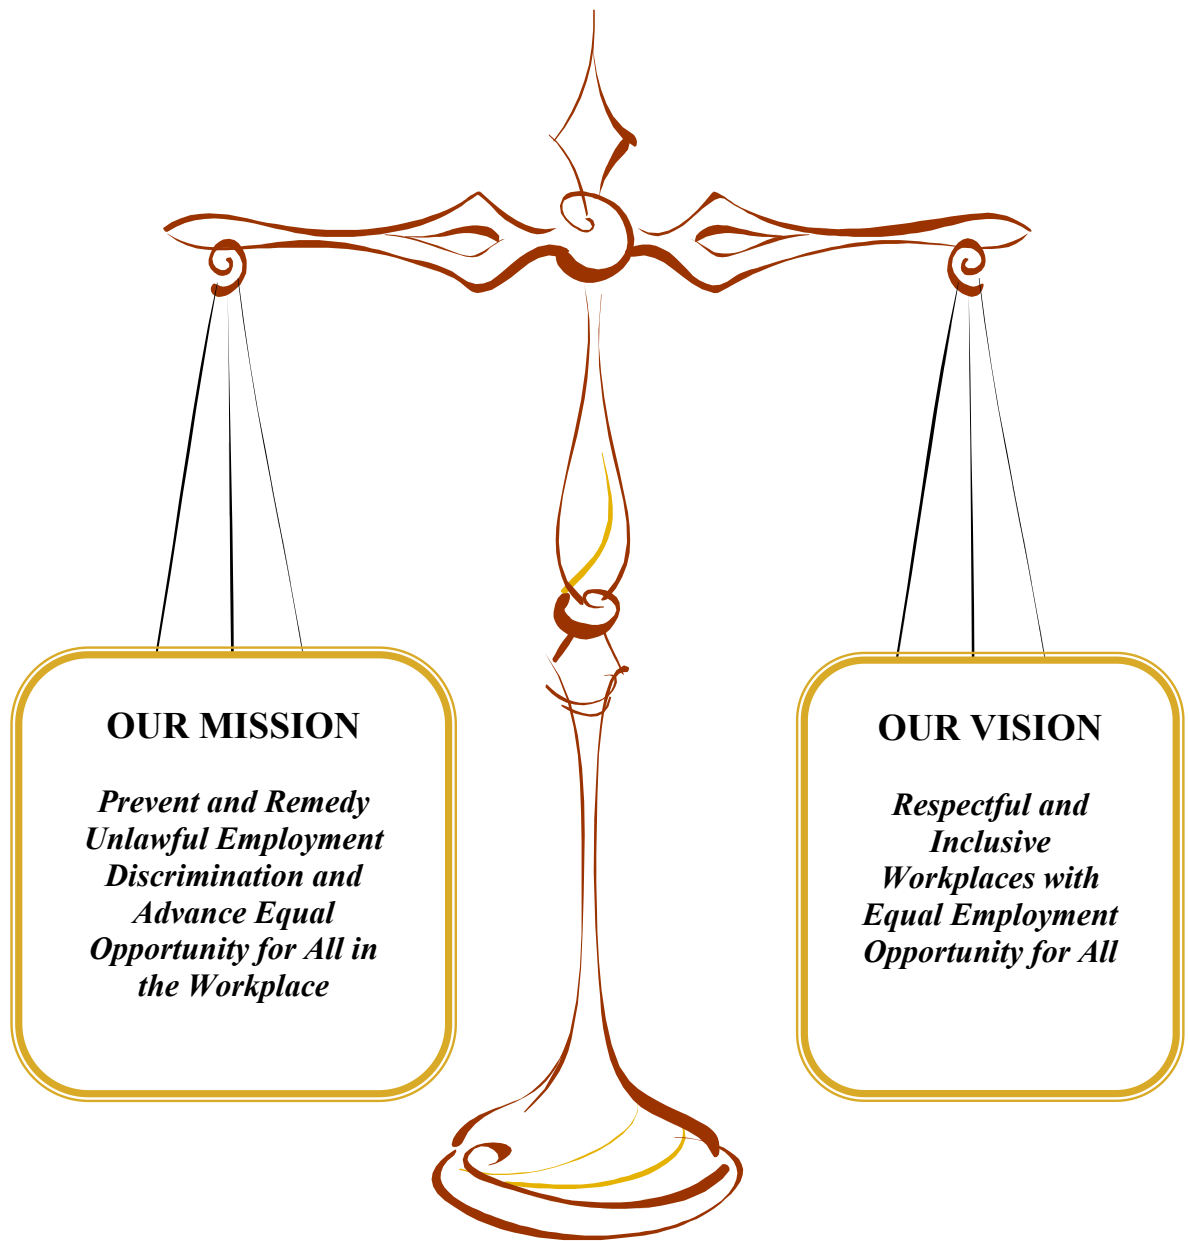 OUR MISSION
Prevent and Remedy
Unlawful Employment
Discrimination and
Advance Equal
Opportunity for All in
the Workplace
OUR VISION
Respectful and
Inclusive
Workplaces with
Equal Employment
Opportunity for All